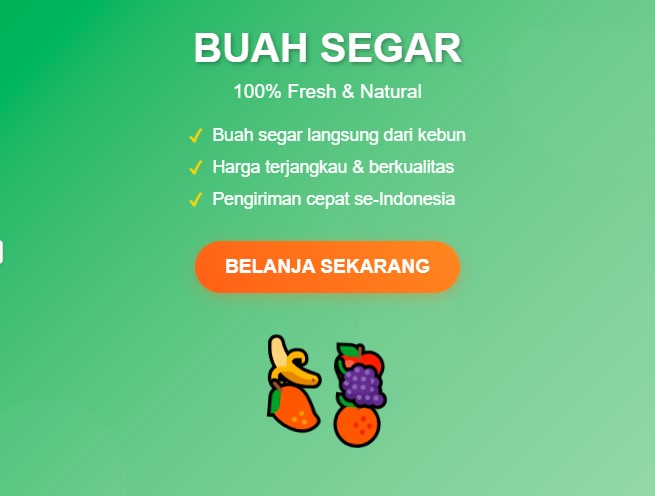 BUAH SEGAR
100% Fresh & Natural
Buah segar langsung dari kebun
Harga terjangkau & berkualitas
Pengiriman cepat se-Indonesia
BELANJA SEKARANG